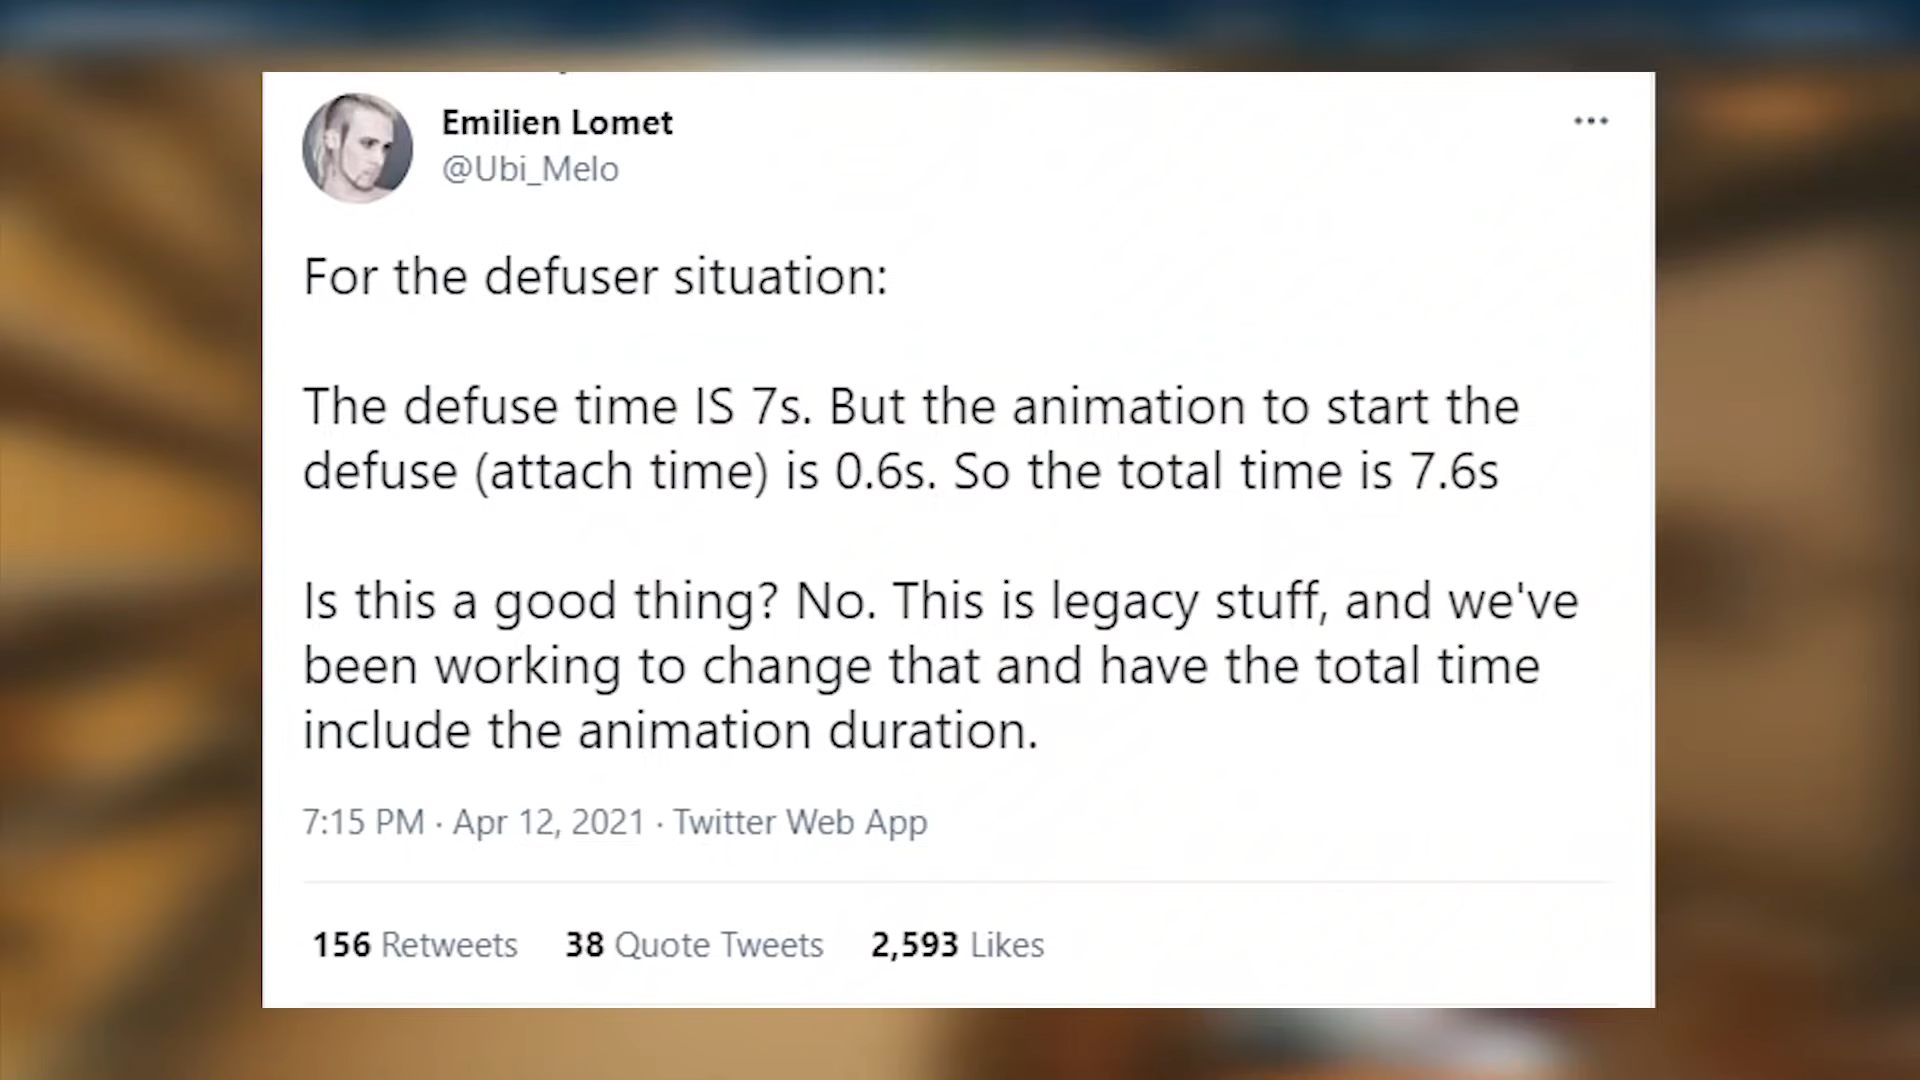 Emilien Lomet
@Ubi_Melo
For the defuser situation:
The defuse time IS 7s. But the animation to start the
defuse (attach time) is 0.6s. So the total time is 7.6s
Is this a good thing? No. This is legacy stuff, and we've
been working to change that and have the total time
include the animation duration.
7:15 PM · Apr 12, 2021 · Twitter Web App
156 Retweets 38 Quote Tweets 2,593 Likes